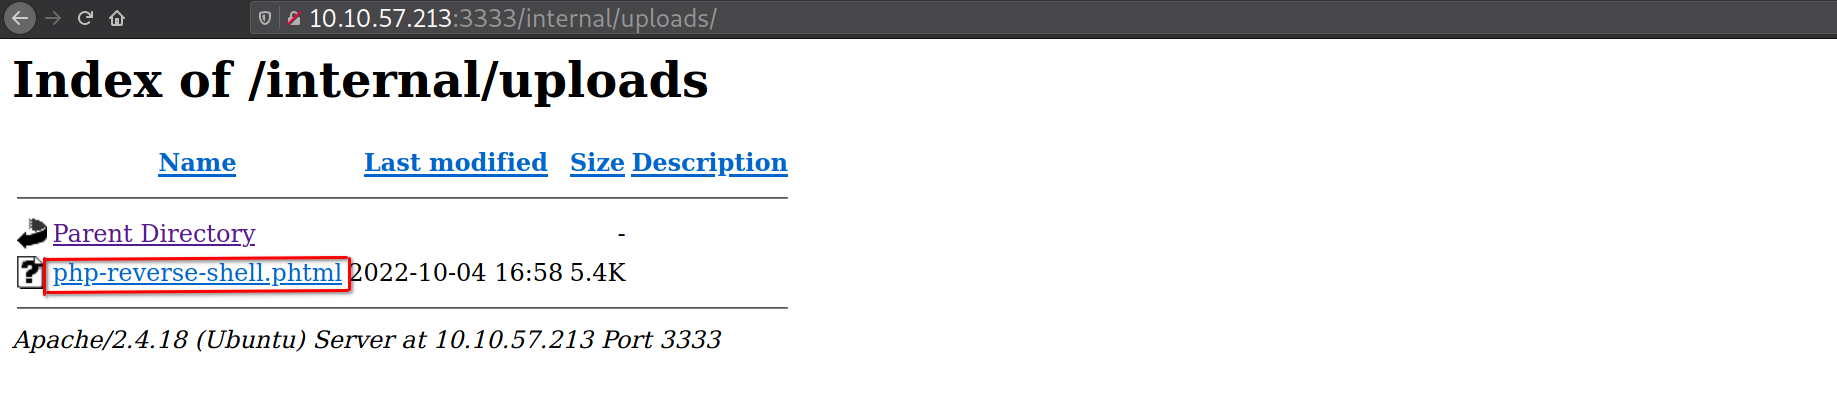 10.10.57.213:3333/internal/uploads/
Index of /internal/uploads
Name Last modified Size Description
Parent Directory -
php-reverse-shell.phtml 2022-10-04 16:58 5.4K
Apache/2.4.18 (Ubuntu) Server at 10.10.57.213 Port 3333